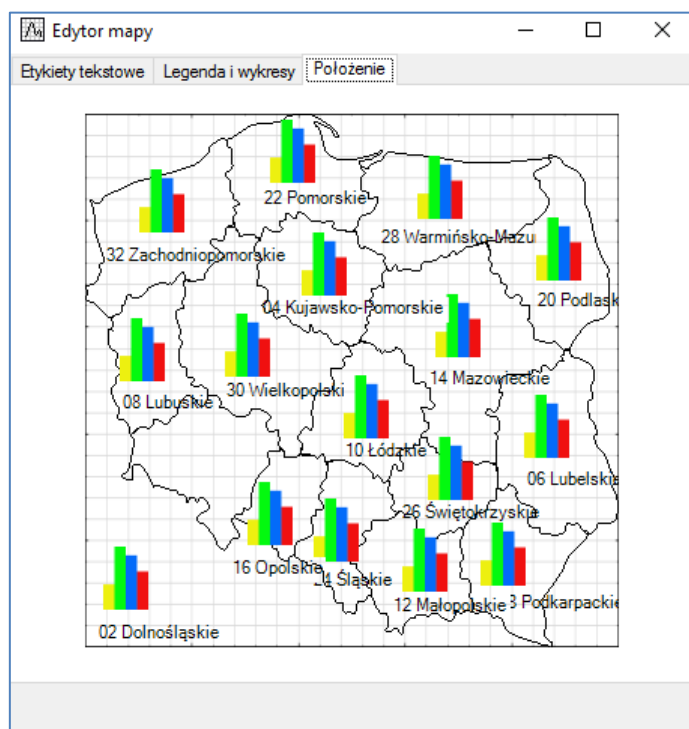 Edytor mapy
Etykiety tekstowe Legenda i wykresy Położenie
22 Pomorskie
28 Warmińsko-Mazu
32 Zachodniopomorskie
20 Podlask
04 Kujawsko-Pomorskie
14 Mazowieckie
30 Wielkopolski
08 Lubuskie
10 Łódzkie
06 Lubelskie
26 Świętokrzyskie
16 Opolskie
24 Śląskie
12 Małopolskie
8 Podkarpackie
02 Dolnośląskie